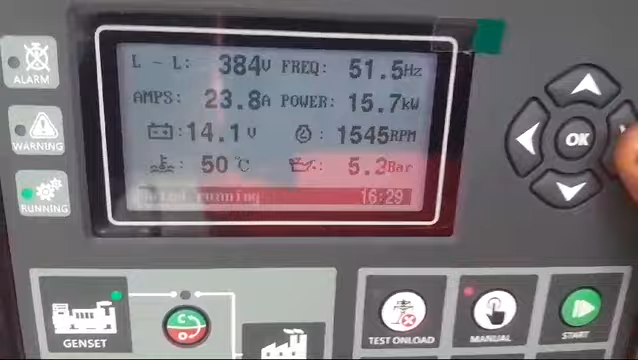 L - L: 384V FREQ: 51.5Hz
AMPS: 23.8A POWER: 15.7kW
: 14.1V : 1545RPM
: 50℃ : 5.3Bar
running 16:29
ALARM
WARNING
RUNNING
OK
GENSET
C
O
TEST ONLOAD
MANUAL
START